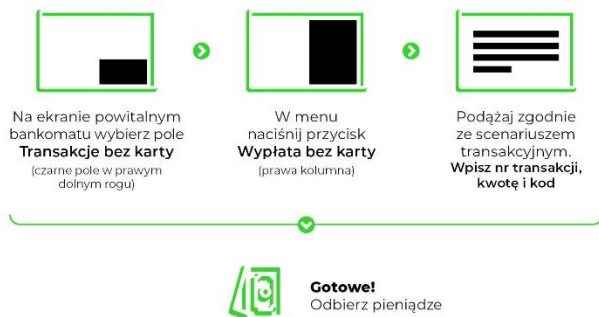 Na ekranie powitalnym
bankomatu wybierz pole
Transakcje bez karty
(czarne pole w prawym
dolnym rogu)
W menu
naciśnij przycisk
Wypłata bez karty
(prawa kolumna)
Podążaj zgodnie
ze scenariuszem
transakcyjnym.
Wpisz nr transakcji,
kwotę i kod
Gotowe!
Odbierz pieniądze